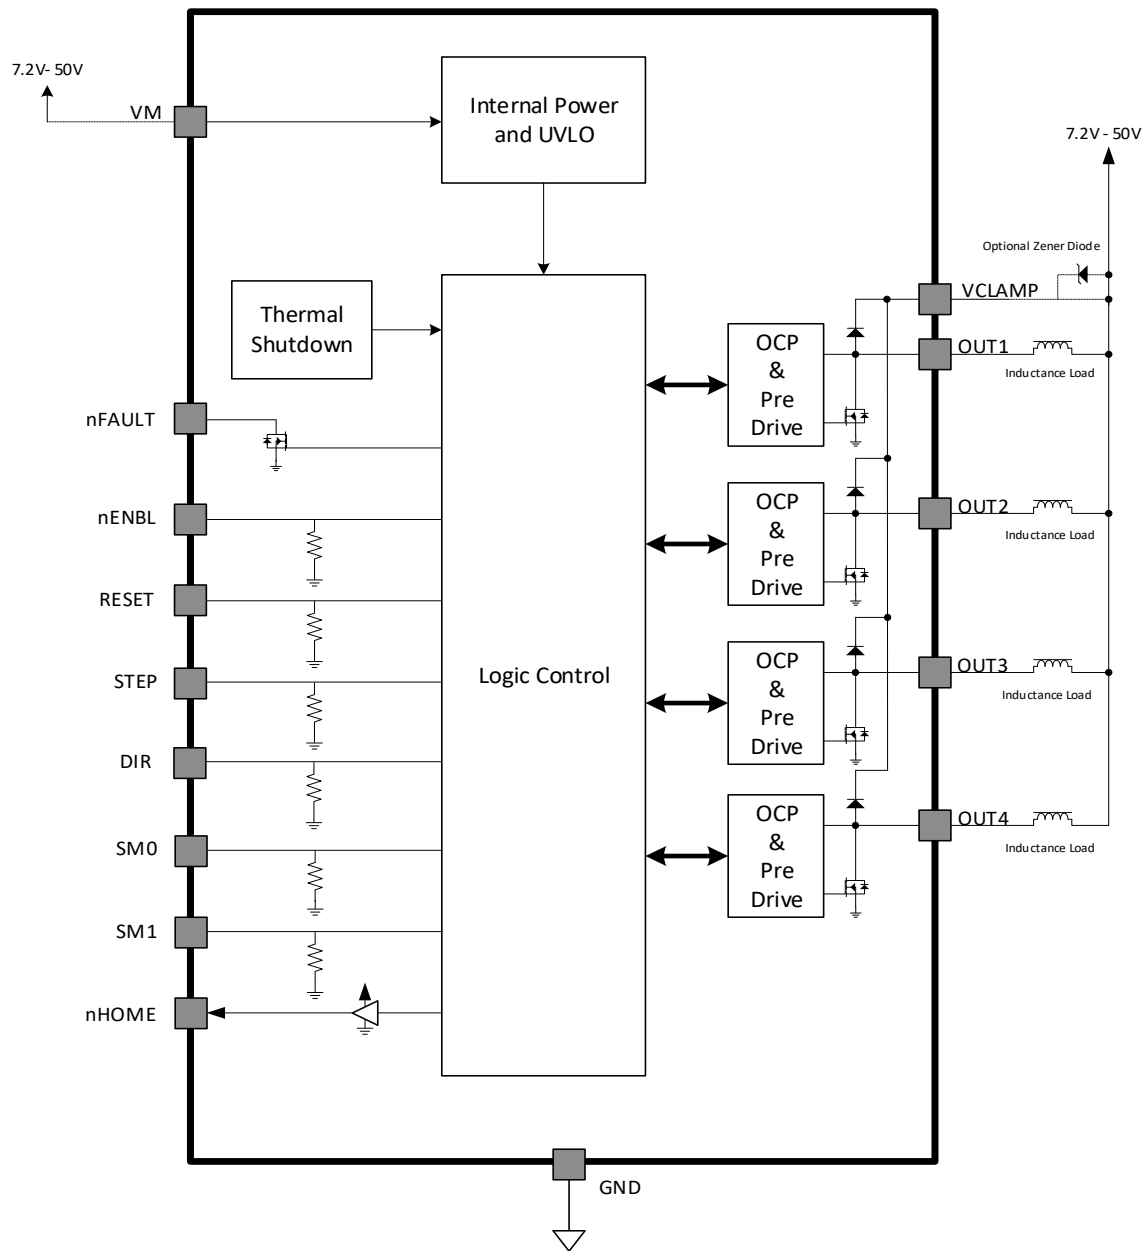 7.2V- 50V
VM
Internal Power
and UVLO
7.2V - 50V
Optional Zener Diode
VCLAMP
Thermal
Shutdown
OCP
&
Pre
Drive
OUT1
Inductance Load
nFAULT
nENBL
OCP
&
Pre
Drive
OUT2
Inductance Load
RESET
STEP
Logic Control
OCP
&
Pre
Drive
OUT3
Inductance Load
DIR
SM0
OCP
&
Pre
Drive
OUT4
Inductance Load
SM1
nHOME
GND